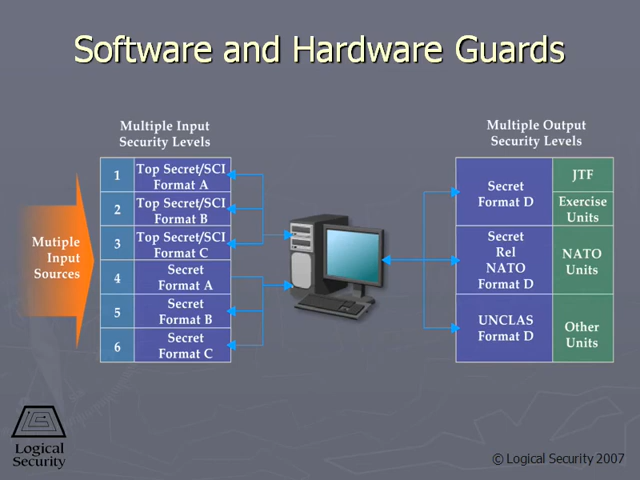 Software and Hardware Guards
Multiple Input
Security Levels
Mutiple
Input
Sources
1
Top Secret/SCI
Format A
2
Top Secret/SCI
Format B
3
Top Secret/SCI
Format C
4
Secret
Format A
5
Secret
Format B
6
Secret
Format C
Multiple Output
Security Levels
Secret
Format D
JTF
Exercise
Units
Secret
Rel
NATO
Format D
NATO
Units
UNCLAS
Format D
Other
Units
Logical
Security
© Logical Security 2007